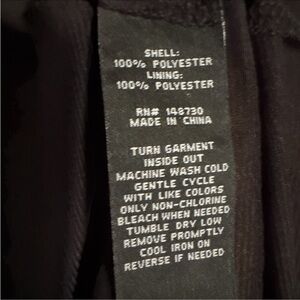 SHELL:
100% POLYESTER
LINING:
100% POLYESTER
RN# 148730
MADE IN CHINA
TURN GARMENT
INSIDE OUT
MACHINE WASH COLD
GENTLE CYCLE
WITH LIKE COLORS
ONLY NON-CHLORINE
BLEACH WHEN NEEDED
TUMBLE DRY LOW
REMOVE PROMPTLY
COOL IRON ON
REVERSE IF NEEDED